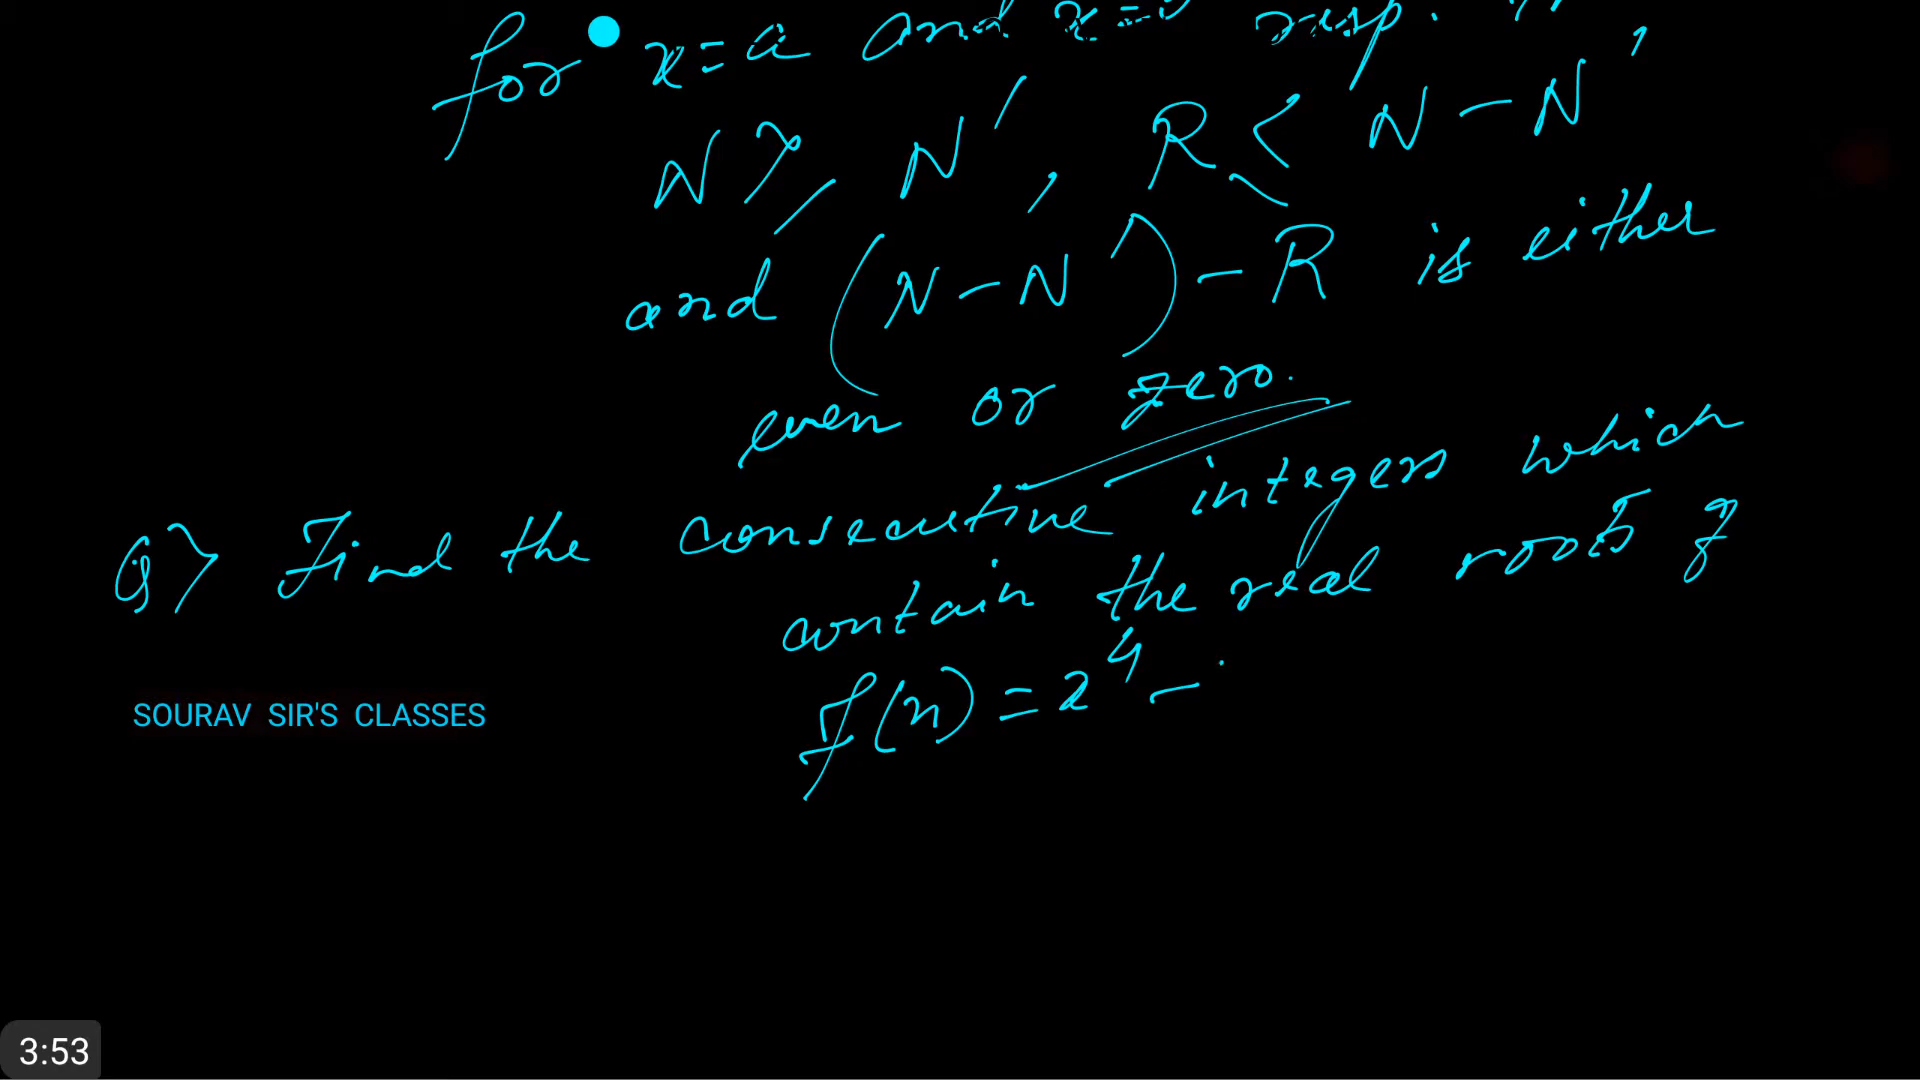 for x=a and x=b resp. If,
N ≥ N', R ≤ N-N'
and (N-N')-R is either
even or zero.
Q> Find the consecutive integers which
contain the real roots of
f(x) = x⁴ -
SOURAV SIR'S CLASSES
3:53